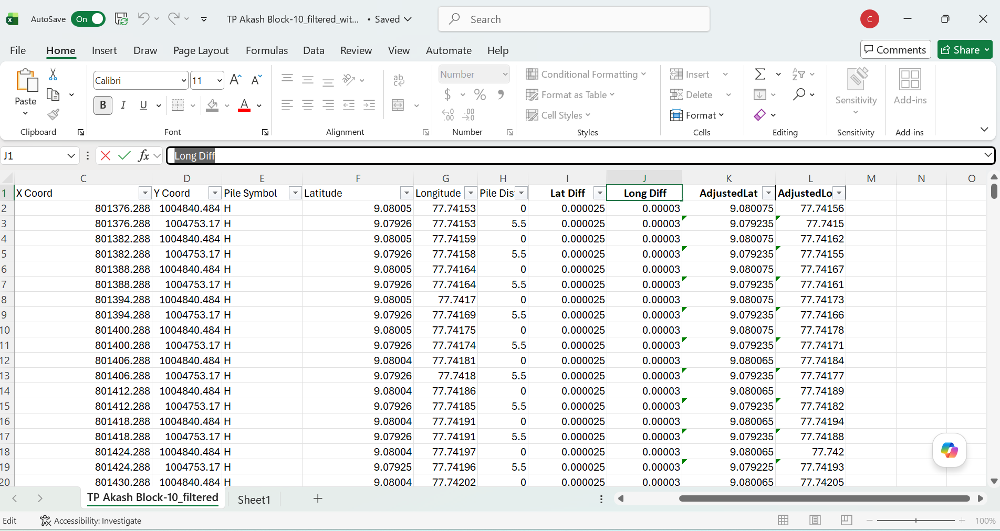 AutoSave On TP Akash Block-10_filtered_wit... • Saved Search C
File Home Insert Draw Page Layout Formulas Data Review View Automate Help Comments Share
Paste Calibri 11 Number Conditional Formatting Insert
B I U A $ % Format as Table Delete Sensitivity Add-ins
Cell Styles Format
Clipboard Font Alignment Number Styles Cells Editing Sensitivity Add-ins
J1 fx Long Diff
C D E F G H I J K L M N O
1 X Coord Y Coord Pile Symbol Latitude Longitude Pile Dis Lat Diff Long Diff AdjustedLat AdjustedLo
2 801376.288 1004840.484 H 9.08005 77.74153 0 0.000025 0.00003 9.080075 77.74156
3 801376.288 1004753.17 H 9.07926 77.74153 5.5 0.000025 0.00003 9.079235 77.7415
4 801382.288 1004840.484 H 9.08005 77.74159 0 0.000025 0.00003 9.080075 77.74162
5 801382.288 1004753.17 H 9.07926 77.74158 5.5 0.000025 0.00003 9.079235 77.74155
6 801388.288 1004840.484 H 9.08005 77.74164 0 0.000025 0.00003 9.080075 77.74167
7 801388.288 1004753.17 H 9.07926 77.74164 5.5 0.000025 0.00003 9.079235 77.74161
8 801394.288 1004840.484 H 9.08005 77.7417 0 0.000025 0.00003 9.080075 77.74173
9 801394.288 1004753.17 H 9.07926 77.74169 5.5 0.000025 0.00003 9.079235 77.74166
10 801400.288 1004840.484 H 9.08005 77.74175 0 0.000025 0.00003 9.080075 77.74178
11 801400.288 1004753.17 H 9.07926 77.74174 5.5 0.000025 0.00003 9.079235 77.74171
12 801406.288 1004840.484 H 9.08004 77.74181 0 0.000025 0.00003 9.080065 77.74184
13 801406.288 1004753.17 H 9.07926 77.7418 5.5 0.000025 0.00003 9.079235 77.74177
14 801412.288 1004840.484 H 9.08004 77.74186 0 0.000025 0.00003 9.080065 77.74189
15 801412.288 1004753.17 H 9.07926 77.74185 5.5 0.000025 0.00003 9.079235 77.74182
16 801418.288 1004840.484 H 9.08004 77.74191 0 0.000025 0.00003 9.080065 77.74194
17 801418.288 1004753.17 H 9.07926 77.74191 5.5 0.000025 0.00003 9.079235 77.74188
18 801424.288 1004840.484 H 9.08004 77.74197 0 0.000025 0.00003 9.080065 77.742
19 801424.288 1004753.17 H 9.07925 77.74196 5.5 0.000025 0.00003 9.079225 77.74193
20 801430.288 1004840.484 H 9.08004 77.74202 0 0.000025 0.00003 9.080065 77.74205
TP Akash Block-10_filtered Sheet1
Edit Accessibility: Investigate 100%